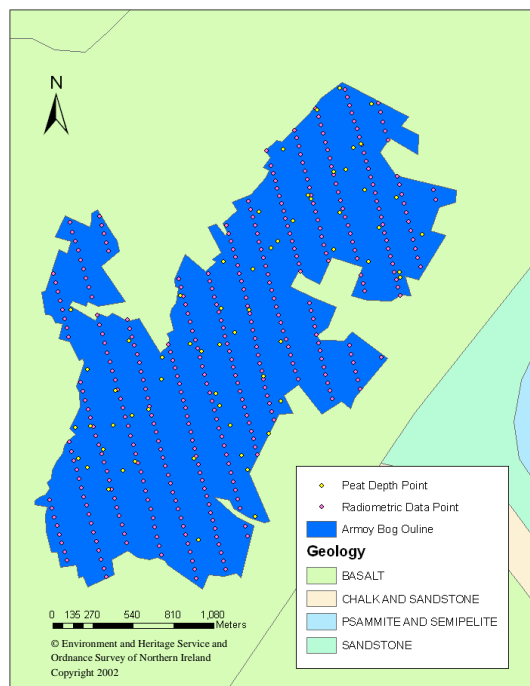 N
Peat Depth Point
Radiometric Data Point
Armoy Bog Ouline
Geology
BASALT
CHALK AND SANDSTONE
PSAMMITE AND SEMIPELITE
SANDSTONE
0 135 270 540 810 1,080
Meters
© Environment and Heritage Service and
Ordnance Survey of Northern Ireland
Copyright 2002